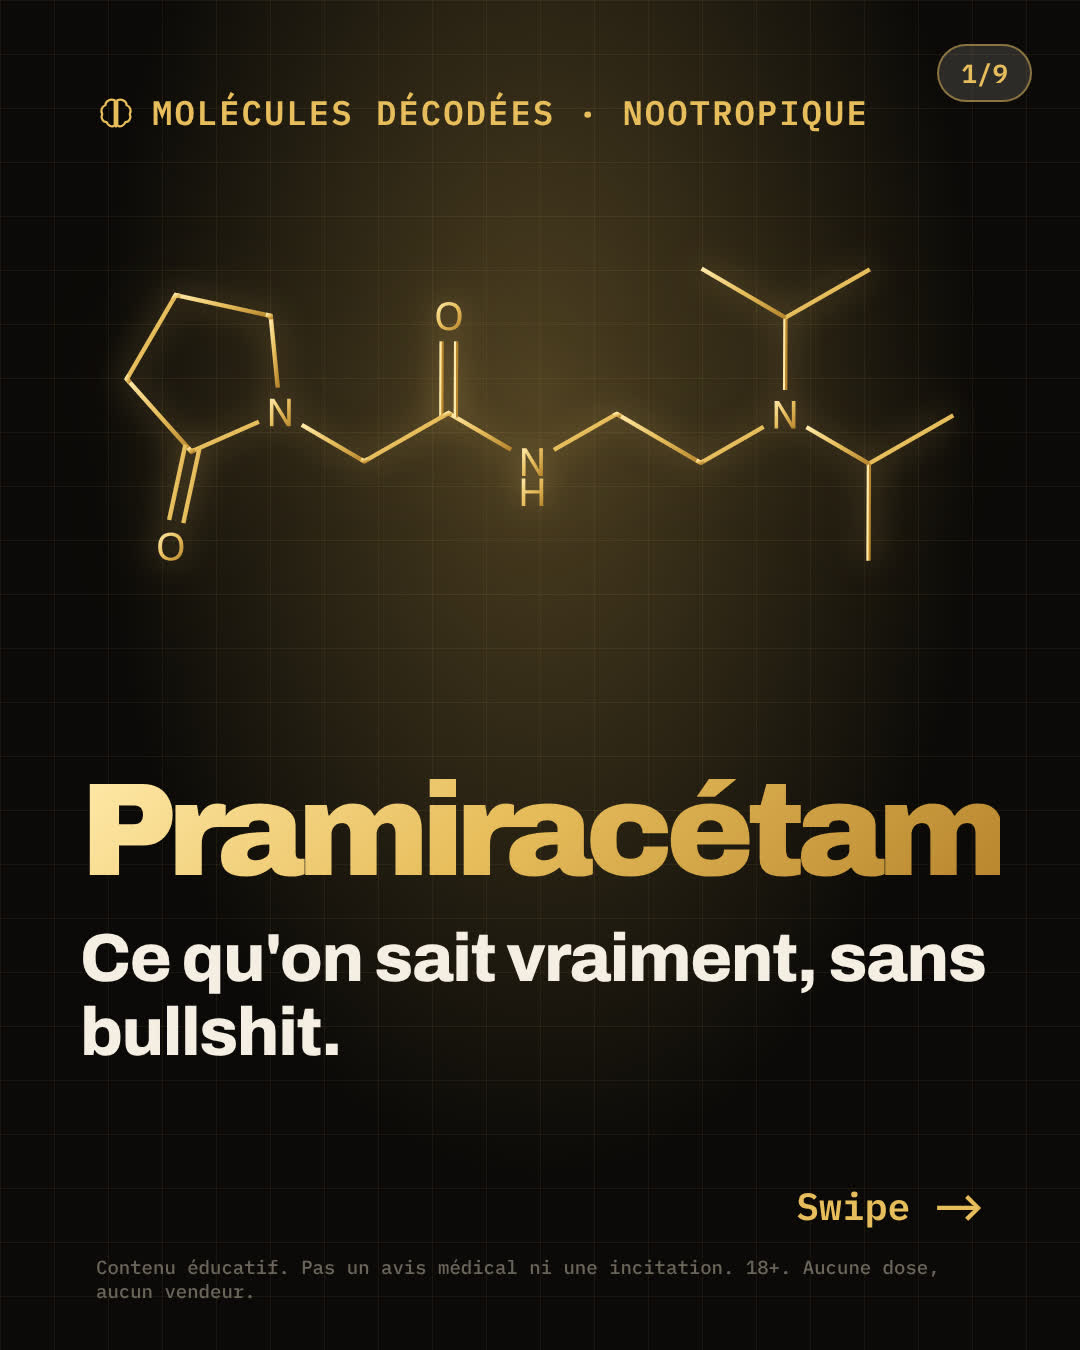 1/9
MOLÉCULES DÉCODÉES · NOOTROPIQUE
O
N
N
H
N
O
Pramiracétam
Ce qu'on sait vraiment, sans
bullshit.
Swipe →
Contenu éducatif. Pas un avis médical ni une incitation. 18+. Aucune dose,
aucun vendeur.